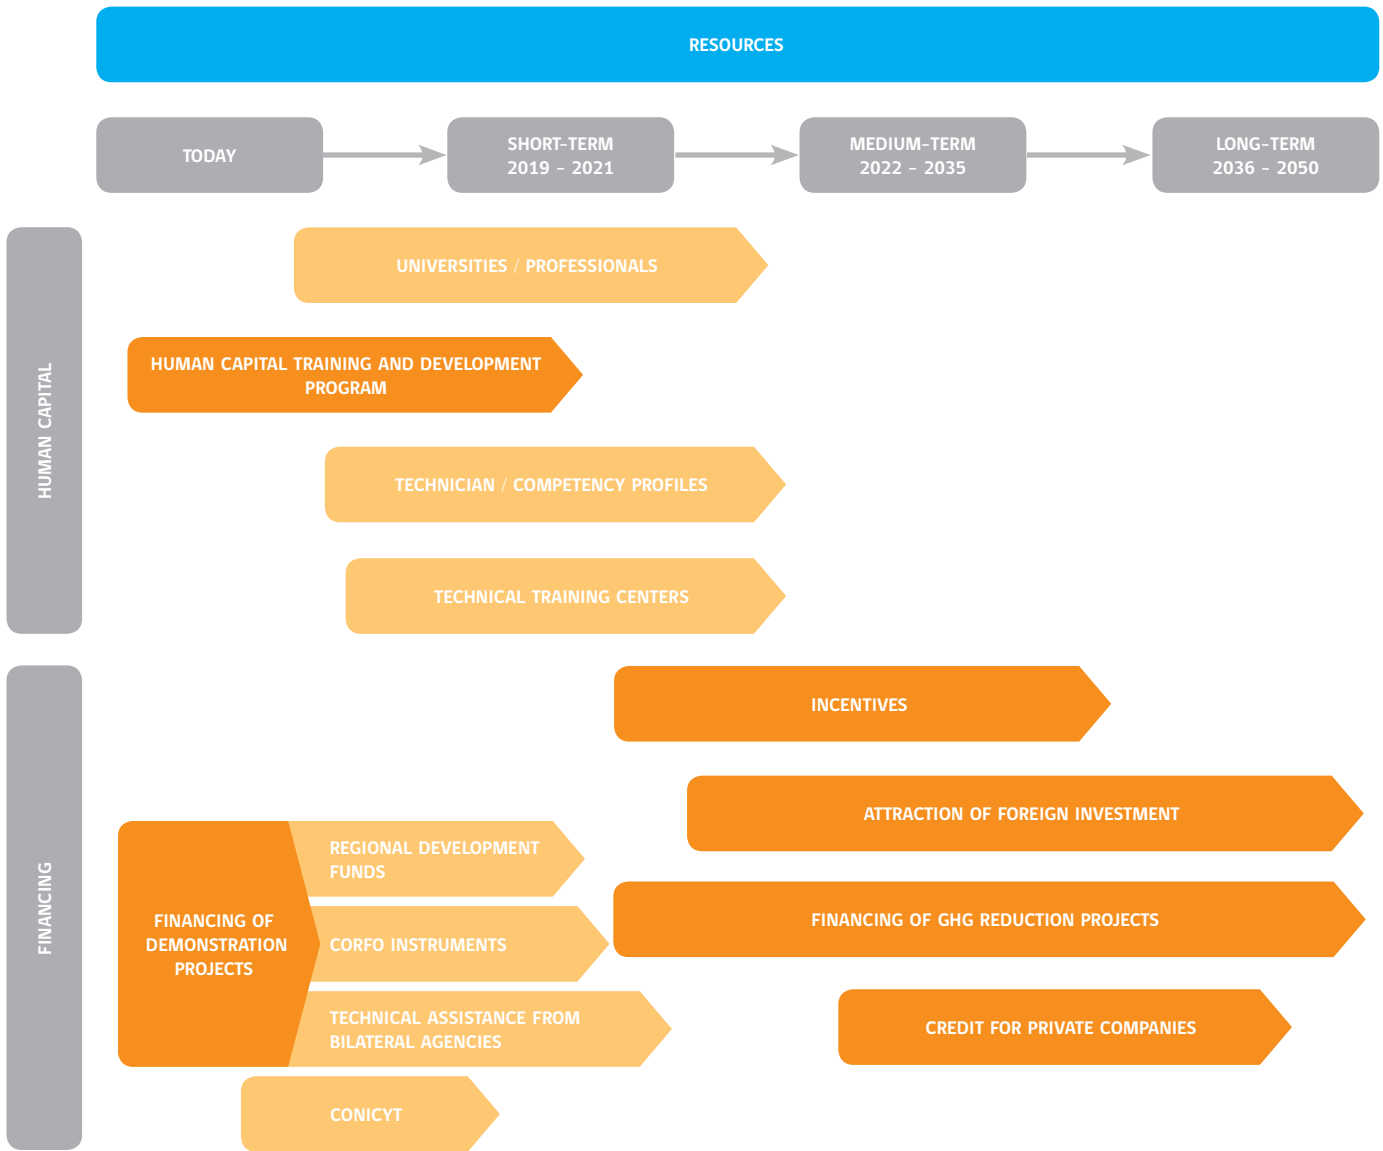 RESOURCES
TODAY
SHORT-TERM
2019 - 2021
MEDIUM-TERM
2022 - 2035
LONG-TERM
2036 - 2050
HUMAN CAPITAL
UNIVERSITIES / PROFESSIONALS
HUMAN CAPITAL TRAINING AND DEVELOPMENT
PROGRAM
TECHNICIAN / COMPETENCY PROFILES
TECHNICAL TRAINING CENTERS
FINANCING
INCENTIVES
ATTRACTION OF FOREIGN INVESTMENT
FINANCING OF
DEMONSTRATION
PROJECTS
REGIONAL DEVELOPMENT
FUNDS
CORFO INSTRUMENTS
TECHNICAL ASSISTANCE FROM
BILATERAL AGENCIES
FINANCING OF GHG REDUCTION PROJECTS
CREDIT FOR PRIVATE COMPANIES
CONICYT